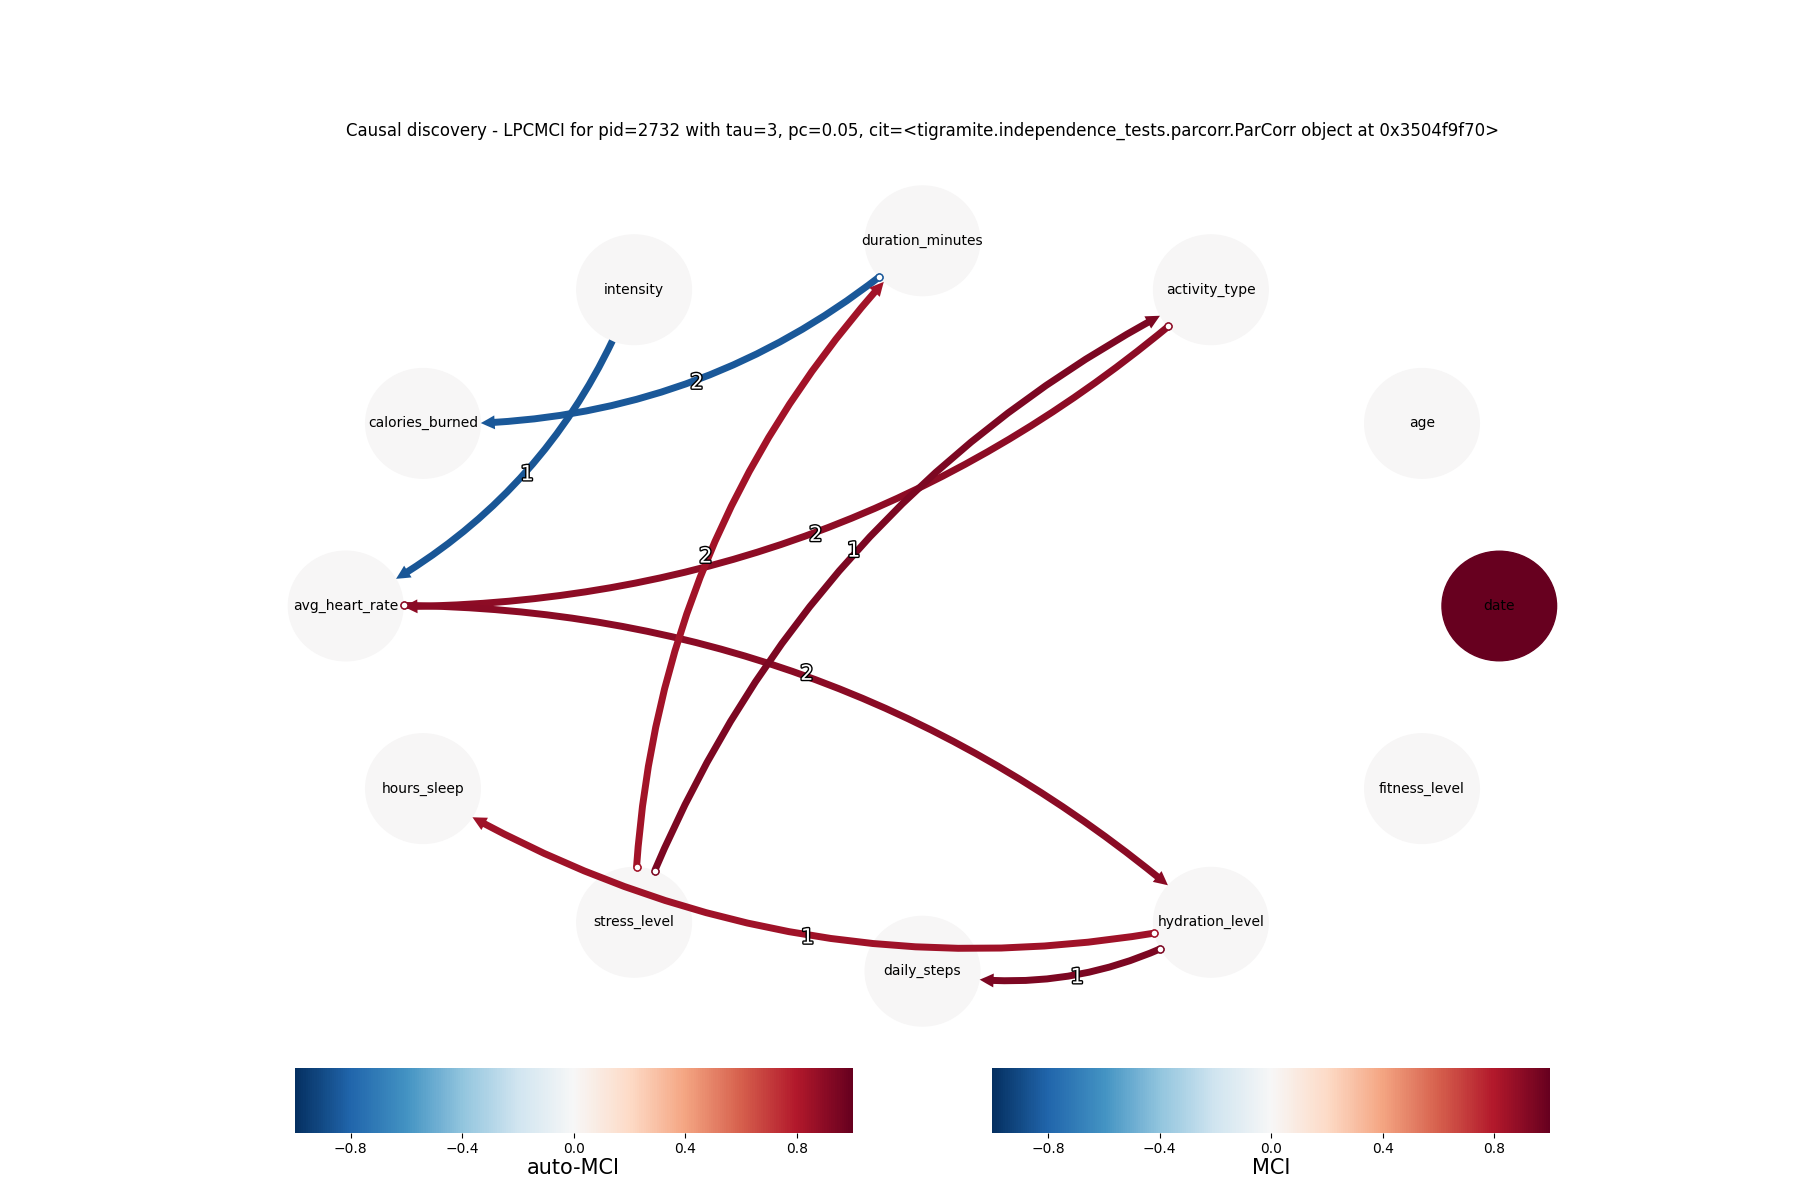 Causal discovery - LPCMCI for pid=2732 with tau=3, pc=0.05, cit=<tigramite.independence_tests.parcorr.ParCorr object at 0x3504f9f70>
duration_minutes
intensity
activity_type
2
calories_burned
age
1
2
2
1
avg_heart_rate
date
2
hours_sleep
fitness_level
stress_level
hydration_level
1
daily_steps
1
−0.8 −0.4 0.0 0.4 0.8
auto-MCI
−0.8 −0.4 0.0 0.4 0.8
MCI